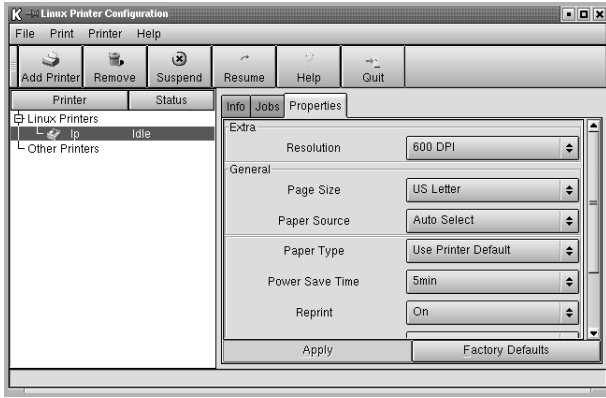 Linux Printer Configuration
File Print Printer Help
Add Printer Remove Suspend Resume Help Quit
Printer Status
Linux Printers
lp Idle
Other Printers
Info Jobs Properties
Extra
Resolution 600 DPI
General
Page Size US Letter
Paper Source Auto Select
Paper Type Use Printer Default
Power Save Time 5min
Reprint On
Apply Factory Defaults